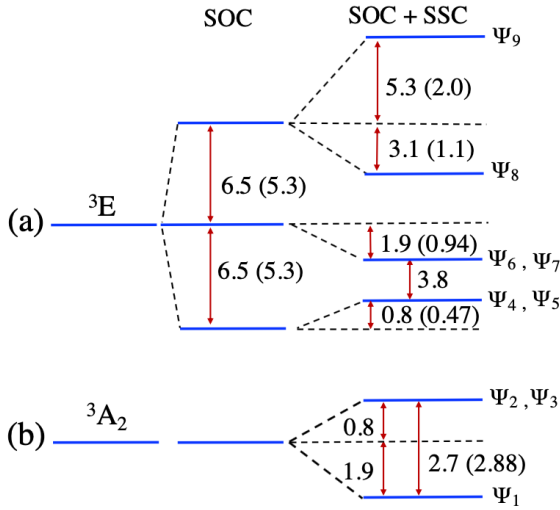 SOC SOC + SSC
Ψ9
5.3 (2.0)
3.1 (1.1)
Ψ8
6.5 (5.3)
(a) ³E
1.9 (0.94)
Ψ6 , Ψ7
6.5 (5.3)
3.8
Ψ4 , Ψ5
0.8 (0.47)
³A₂
Ψ2 , Ψ3
(b)
0.8
2.7 (2.88)
1.9
Ψ1